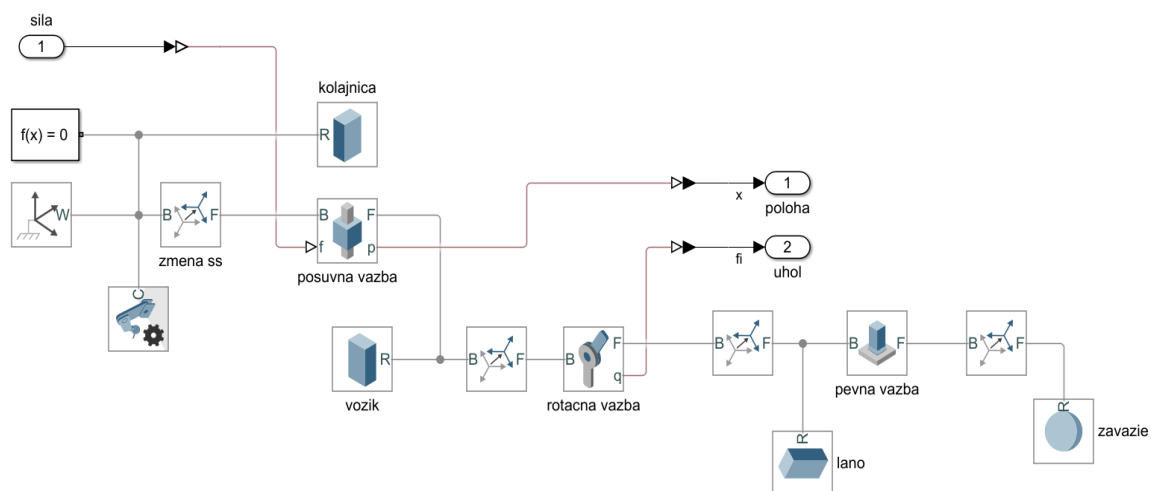 sila
1
kolajnica
f(x) = 0
R
W
B
F
zmena ss
B
F
f
p
posuvna vazba
x
1
poloha
fi
2
uhol
C
R
vozik
B
F
B
F
q
rotacna vazba
B
F
B
F
pevna vazba
B
F
R
lano
R
zavazie